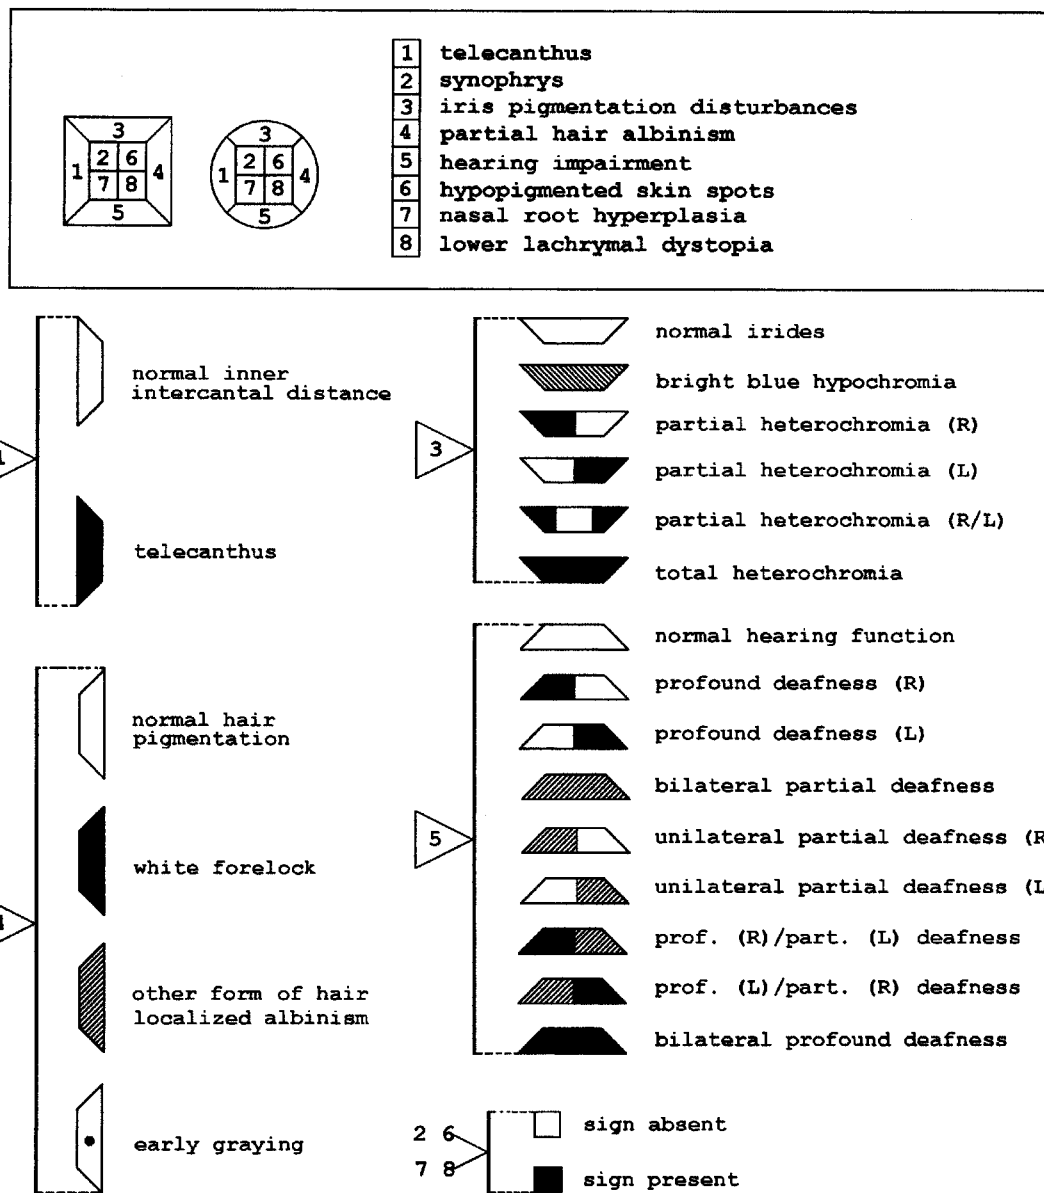 1 telecanthus
2 synophrys
3 iris pigmentation disturbances
4 partial hair albinism
5 hearing impairment
6 hypopigmented skin spots
7 nasal root hyperplasia
8 lower lachrymal dystopia
3
1 2 6 4
7 8
5
3
1 2 6 4
7 8
5
1
normal inner
intercantal distance
telecanthus
3
normal irides
bright blue hypochromia
partial heterochromia (R)
partial heterochromia (L)
partial heterochromia (R/L)
total heterochromia
4
normal hair
pigmentation
white forelock
other form of hair
localized albinism
early graying
5
normal hearing function
profound deafness (R)
profound deafness (L)
bilateral partial deafness
unilateral partial deafness (R
unilateral partial deafness (L
prof. (R)/part. (L) deafness
prof. (L)/part. (R) deafness
bilateral profound deafness
2 6
7 8
sign absent
sign present